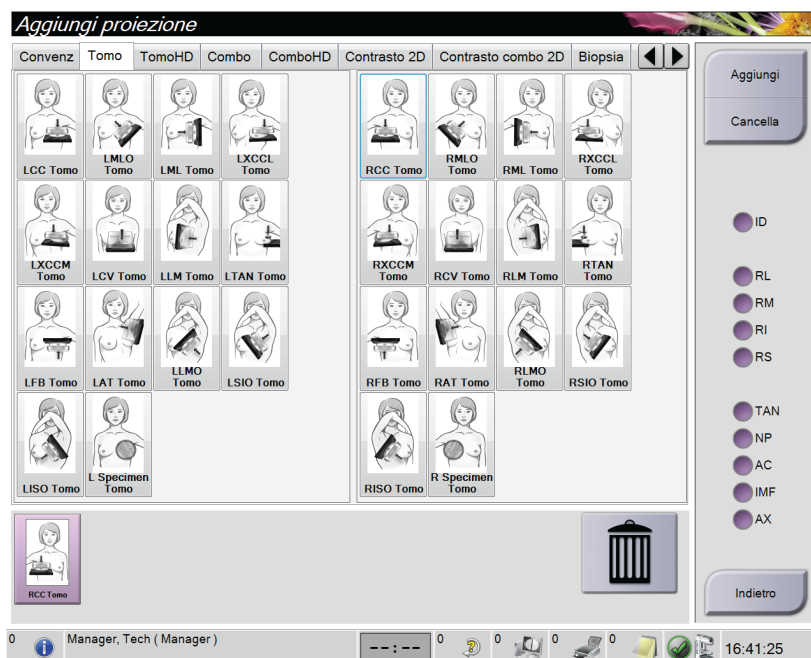 Aggiungi proiezione
Convenz Tomo TomoHD Combo ComboHD Contrasto 2D Contrasto combo 2D Biopsia
LCC Tomo
LMLO
Tomo
LML Tomo
LXCCL
Tomo
LXCCM
Tomo
LCV Tomo
LLM Tomo
LTAN Tomo
LFB Tomo
LAT Tomo
LLMO
Tomo
LSIO Tomo
LISO Tomo
L Specimen
Tomo
RCC Tomo
RMLO
Tomo
RML Tomo
RXCCL
Tomo
RXCCM
Tomo
RCV Tomo
RLM Tomo
RTAN
Tomo
RFB Tomo
RAT Tomo
RLMO
Tomo
RSIO Tomo
RISO Tomo
R Specimen
Tomo
Aggiungi
Cancella
ID
RL
RM
RI
RS
TAN
NP
AC
IMF
AX
RCC Tomo
Indietro
0 i Manager, Tech ( Manager ) --:-- 0 ? 0 0 0 16:41:25